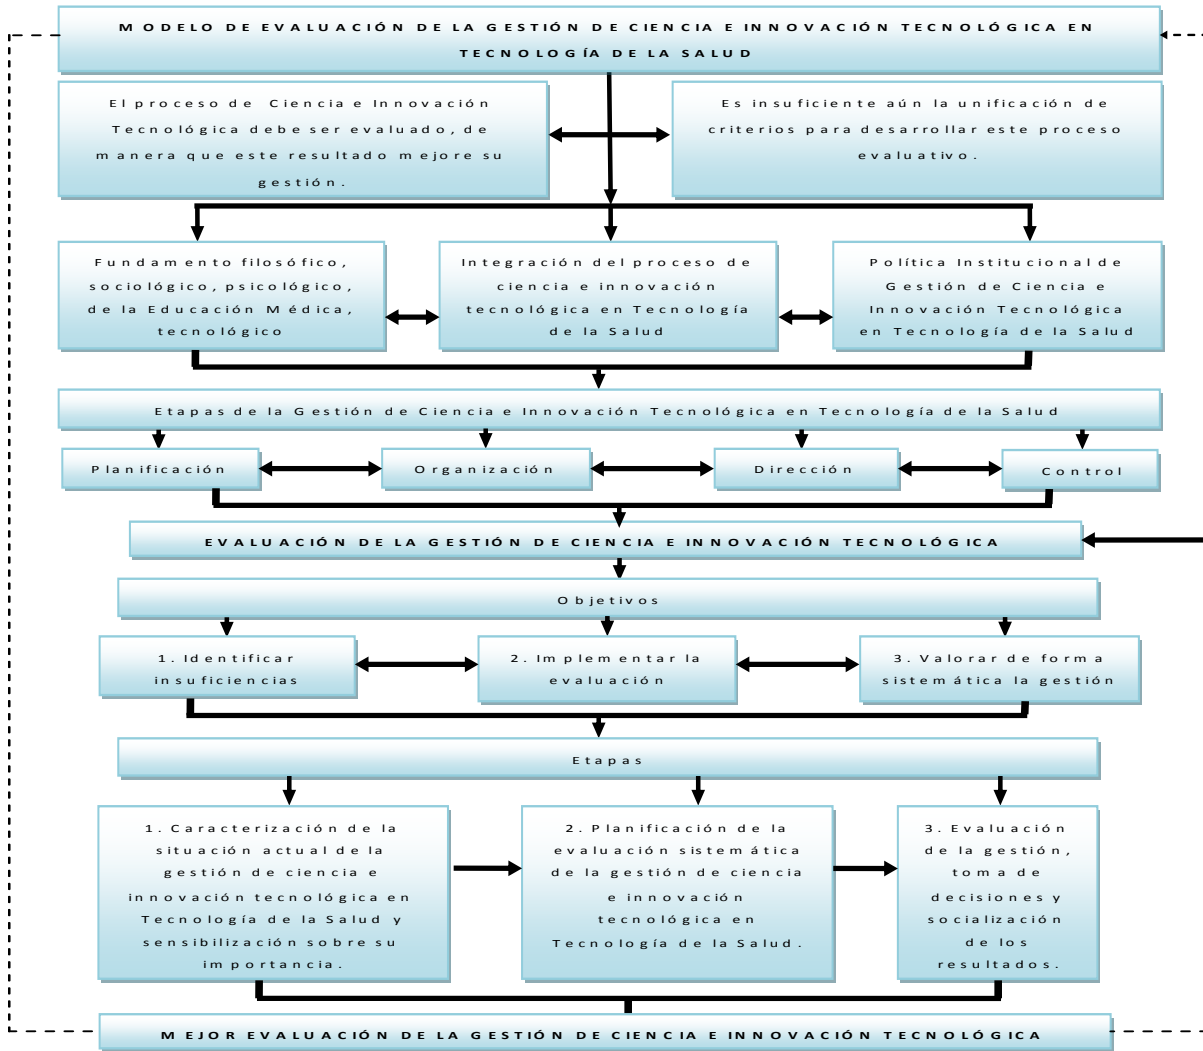 MODELO DE EVALUACIÓN DE LA GESTIÓN DE CIENCIA E INNOVACIÓN TECNOLÓGICA EN
TECNOLOGÍA DE LA SALUD
El proceso de Ciencia e Innovación
Tecnológica debe ser evaluado, de
manera que este resultado mejore su
gestión.
Es insuficiente aún la unificación de
criterios para desarrollar este proceso
evaluativo.
Fundamento filosófico,
sociológico, psicológico,
de la Educación Médica,
tecnológico
Integración del proceso de
ciencia e innovación
tecnológica en Tecnología
de la Salud
Política Institucional de
Gestión de Ciencia e
Innovación Tecnológica
en Tecnología de la Salud
Etapas de la Gestión de Ciencia e Innovación Tecnológica en Tecnología de la Salud
Planificación
Organización
Dirección
Control
EVALUACIÓN DE LA GESTIÓN DE CIENCIA E INNOVACIÓN TECNOLÓGICA
Objetivos
1. Identificar
insuficiencias
2. Implementar la
evaluación
3. Valorar de forma
sistemática la gestión
Etapas
1. Caracterización de la
situación actual de la
gestión de ciencia e
innovación tecnológica en
Tecnología de la Salud y
sensibilización sobre su
importancia.
2. Planificación de la
evaluación sistemática
de la gestión de ciencia
e innovación
tecnológica en
Tecnología de la Salud.
3. Evaluación
de la gestión,
toma de
decisiones y
socialización
de los
resultados.
MEJOR EVALUACIÓN DE LA GESTIÓN DE CIENCIA E INNOVACIÓN TECNOLÓGICA